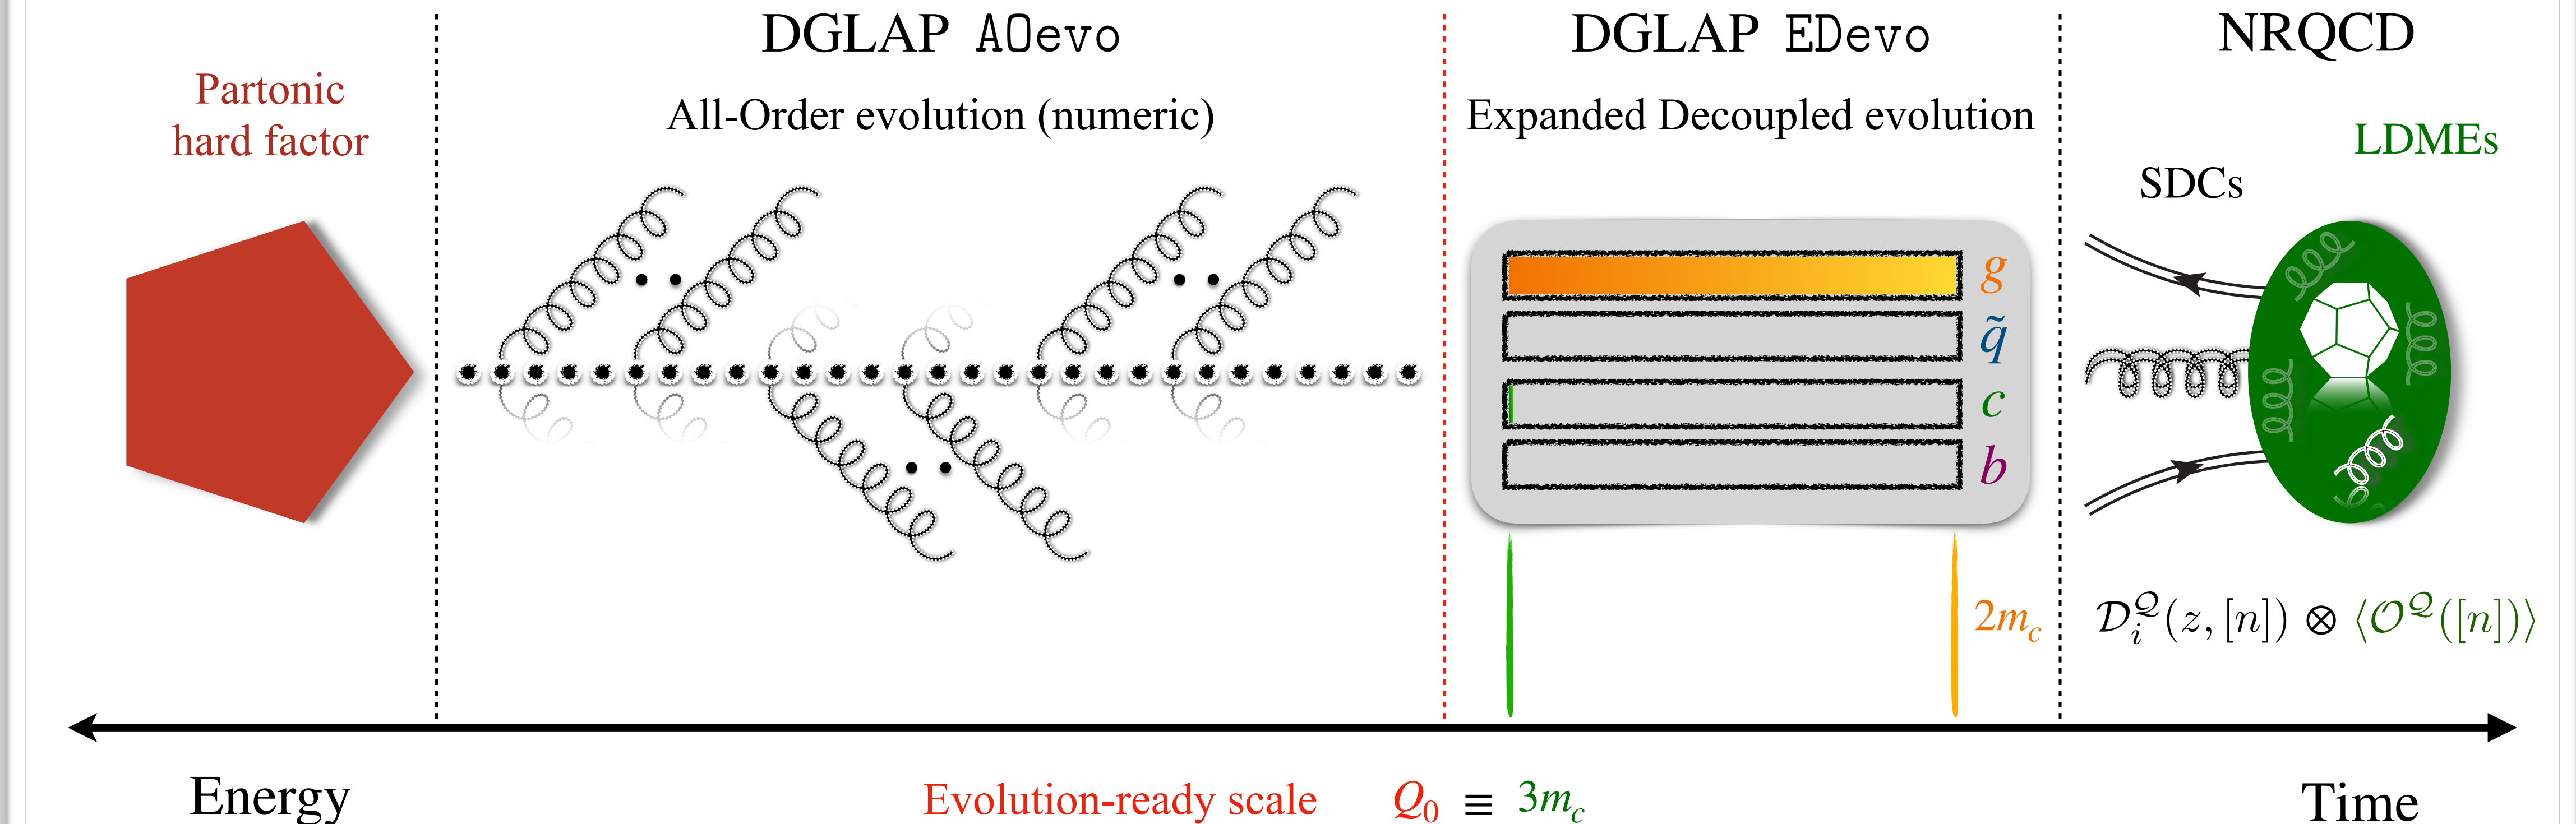 DGLAP AOevo
DGLAP EDevo
NRQCD
Partonic
hard factor
All-Order evolution (numeric)
Expanded Decoupled evolution
LDMEs
SDCs
g
q̃
c
b
2m_c
𝒟_i^𝒬(z, [n]) ⊗ ⟨𝒪^𝒬([n])⟩
Energy
Evolution-ready scale Q_0 ≡ 3m_c
Time